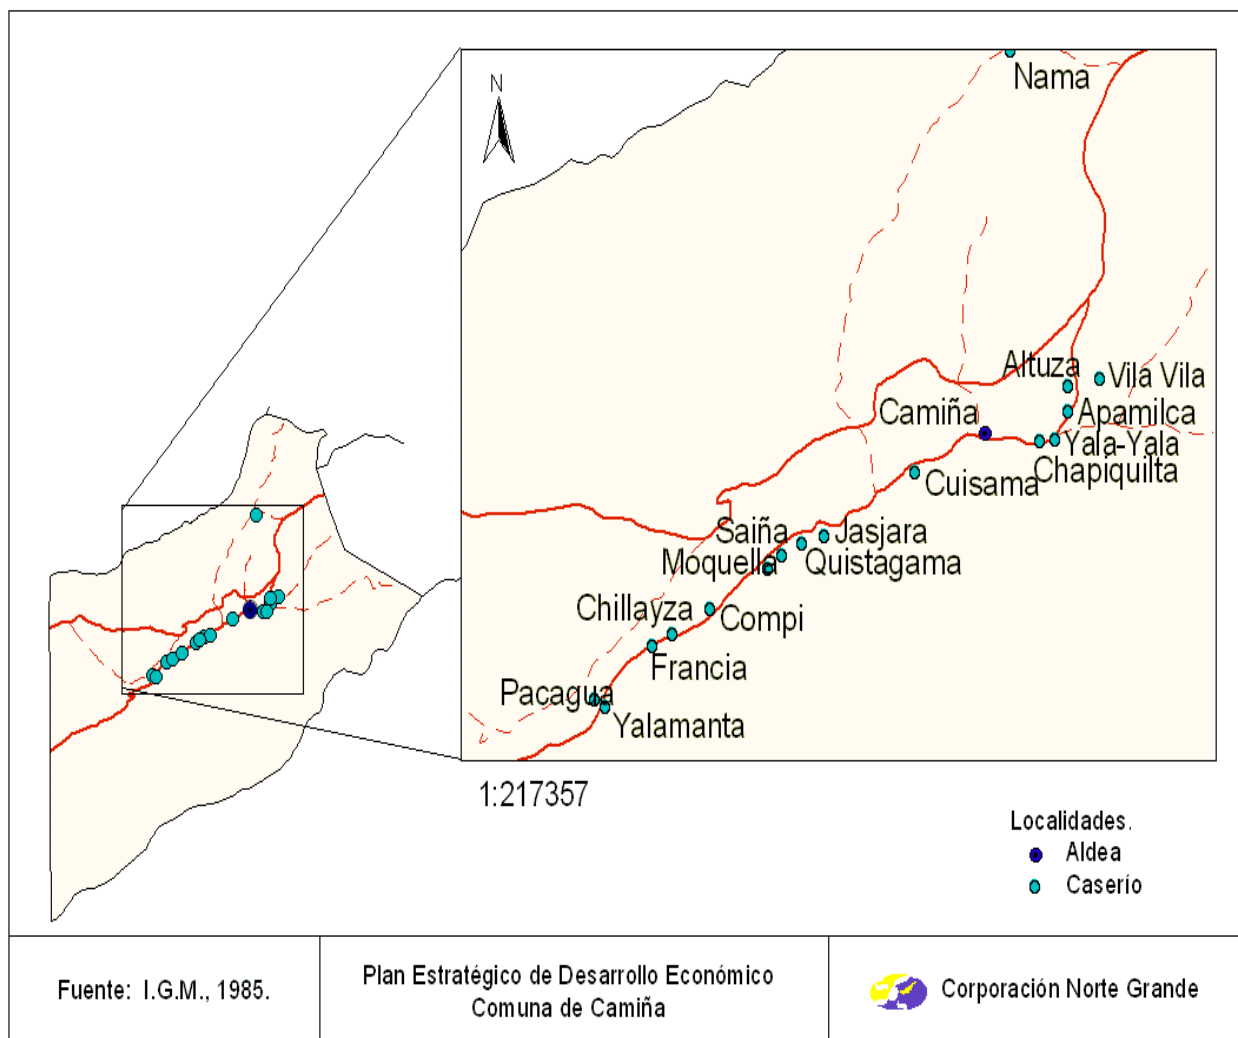 N
Nama
Altuza
Vila Vila
Camiña
Apamilca
Yala-Yala
Chapiquilta
Cuisama
Saiña
Jasjara
Moquella
Quistagama
Chillayza
Compi
Francia
Pacagua
Yalamanta
1:217357
Localidades.
Aldea
Caserío
Fuente: I.G.M., 1985.
Plan Estratégico de Desarrollo Económico
Comuna de Camiña
Corporación Norte Grande